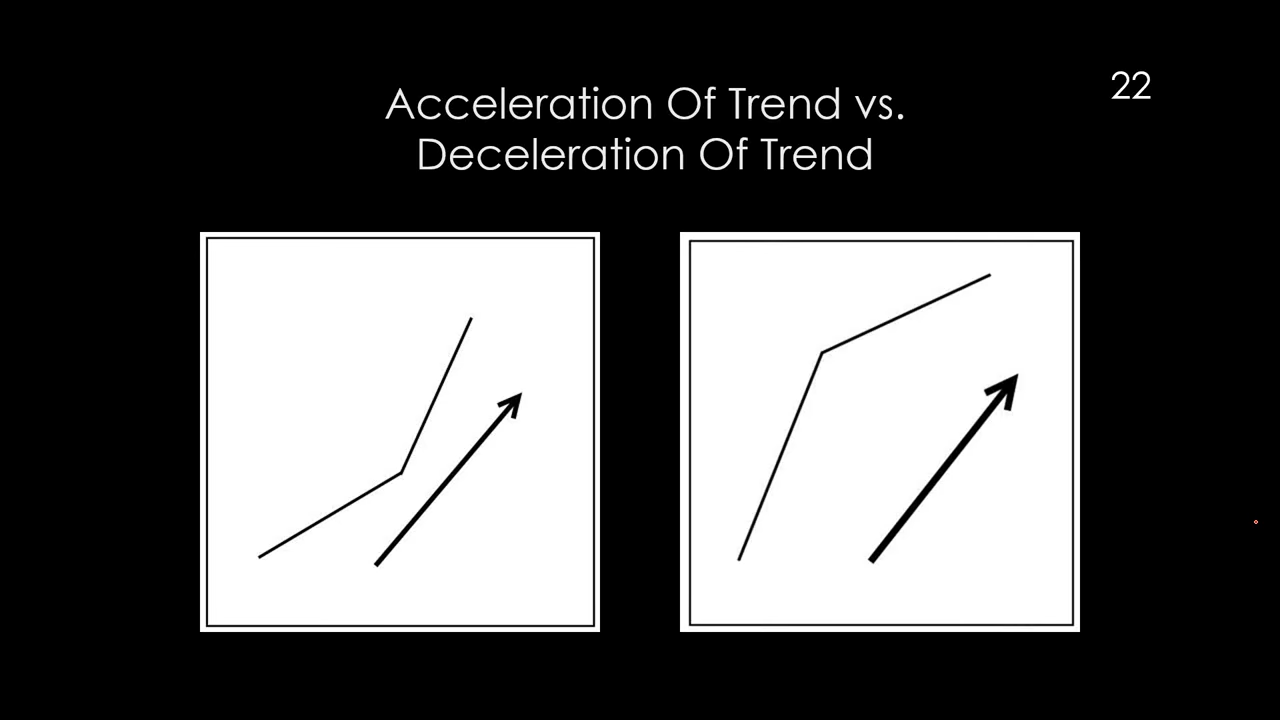 22
Acceleration Of Trend vs.
Deceleration Of Trend